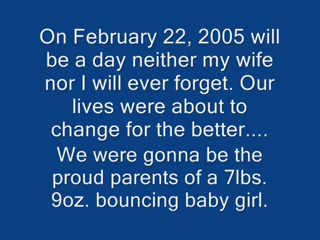 On February 22, 2005 will
be a day neither my wife
nor I will ever forget. Our
lives were about to
change for the better....
We were gonna be the
proud parents of a 7lbs.
9oz. bouncing baby girl.